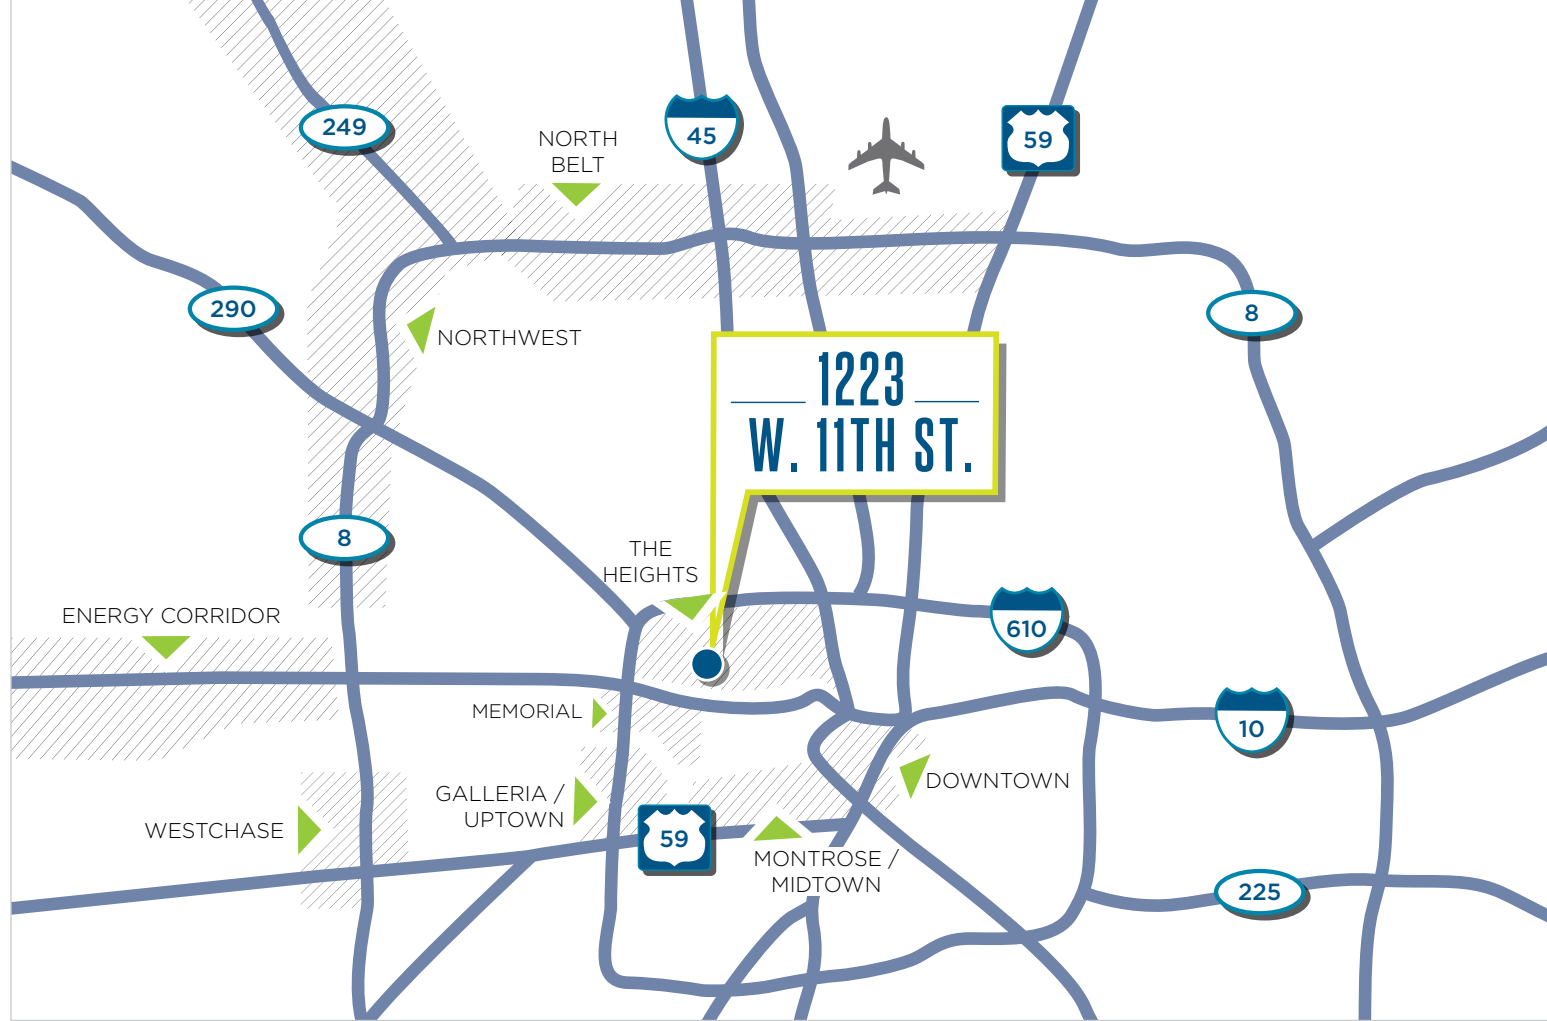 249
NORTH
BELT
45
59
290
NORTHWEST
8
1223
W. 11TH ST.
8
THE
HEIGHTS
ENERGY CORRIDOR
610
MEMORIAL
10
DOWNTOWN
GALLERIA /
UPTOWN
WESTCHASE
59
MONTROSE /
MIDTOWN
225